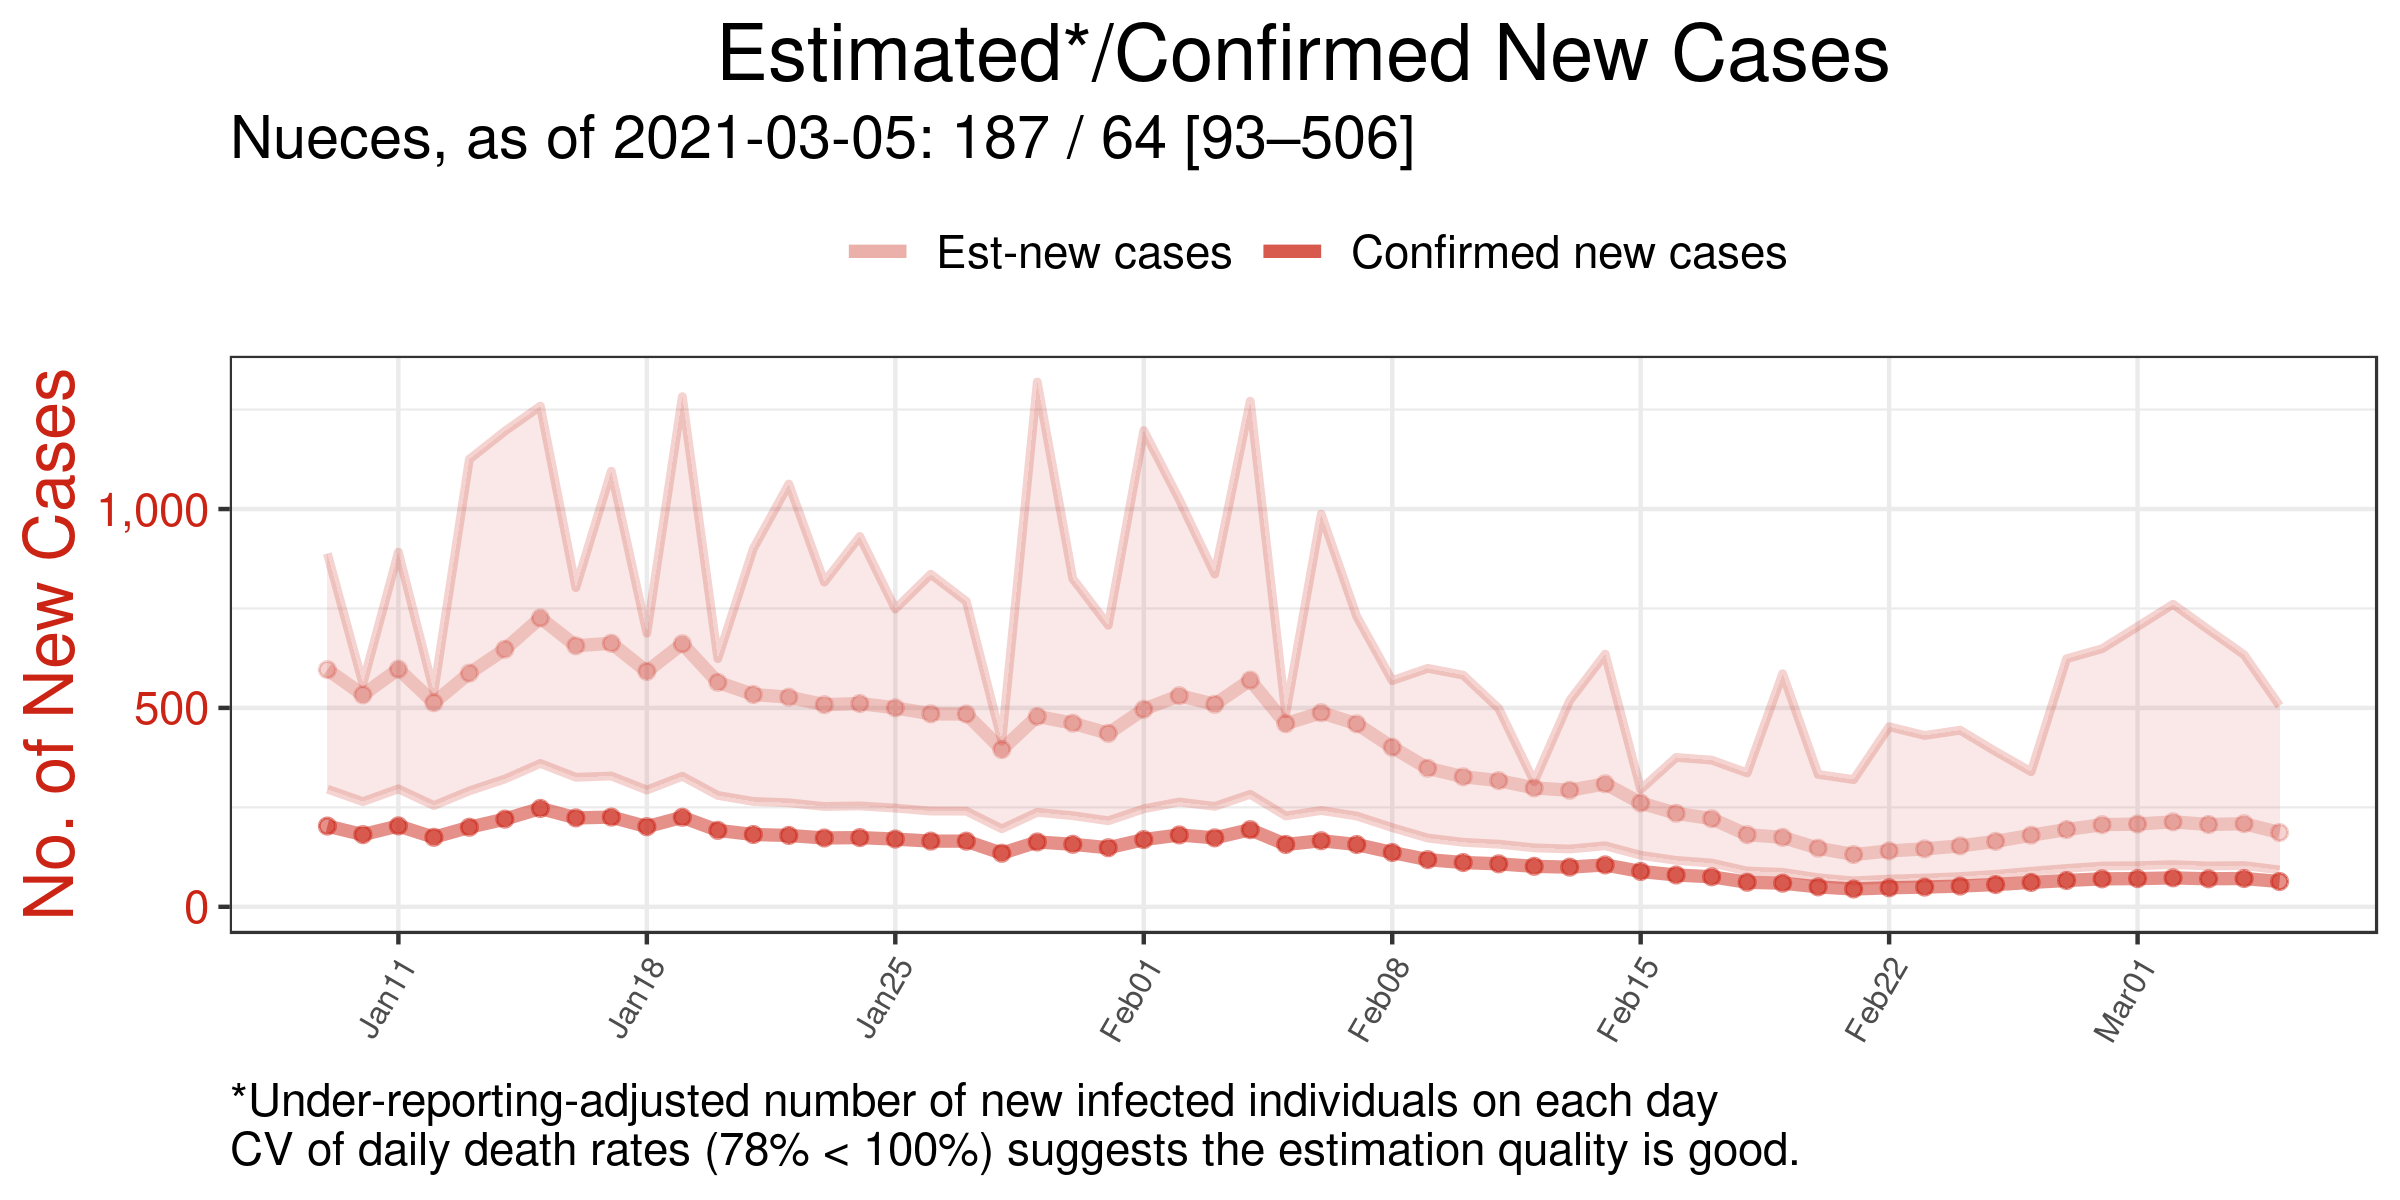 Estimated*/Confirmed New Cases
Nueces, as of 2021-03-05: 187 / 64 [93–506]
Est-new cases
Confirmed new cases
No. of New Cases
1,000
500
0
Jan11
Jan18
Jan25
Feb01
Feb08
Feb15
Feb22
Mar01
*Under-reporting-adjusted number of new infected individuals on each day
CV of daily death rates (78% < 100%) suggests the estimation quality is good.